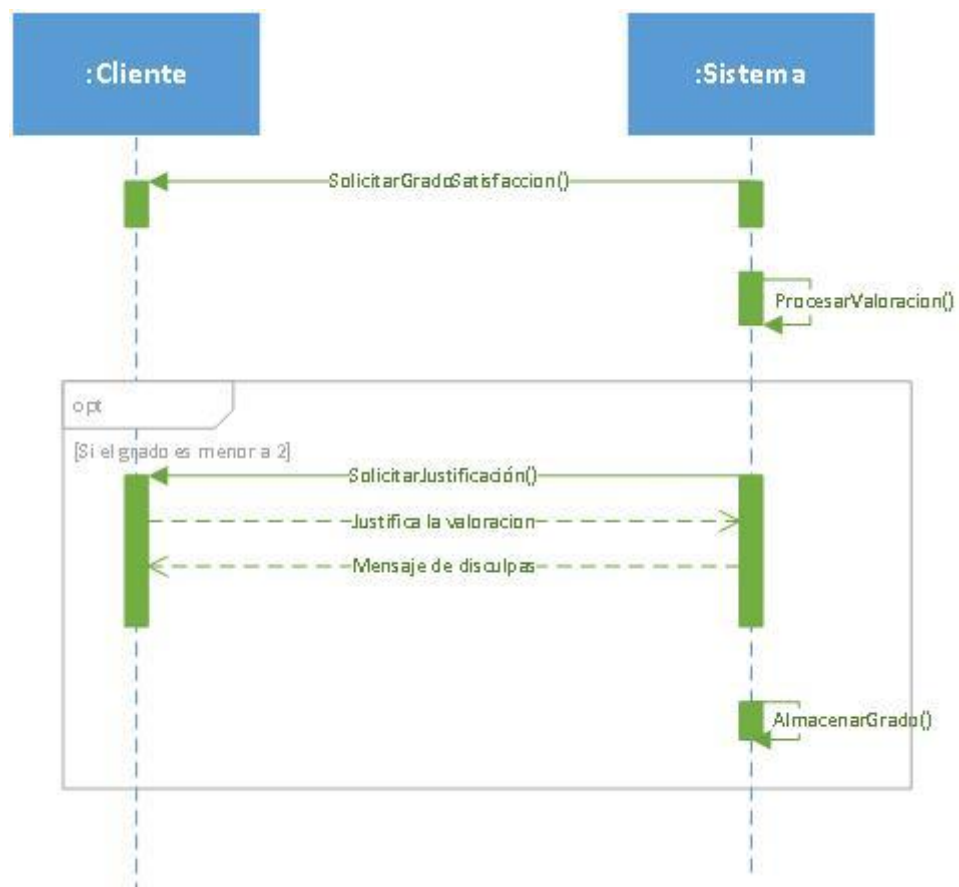 :Cliente
:Sistema
SolicitarGradoSatisfaccion()
ProcesarValoracion()
opt
[Si el grado es menor a 2]
SolicitarJustificación()
Justifica la valoracion
Mensaje de disculpas
AlmacenarGrado()